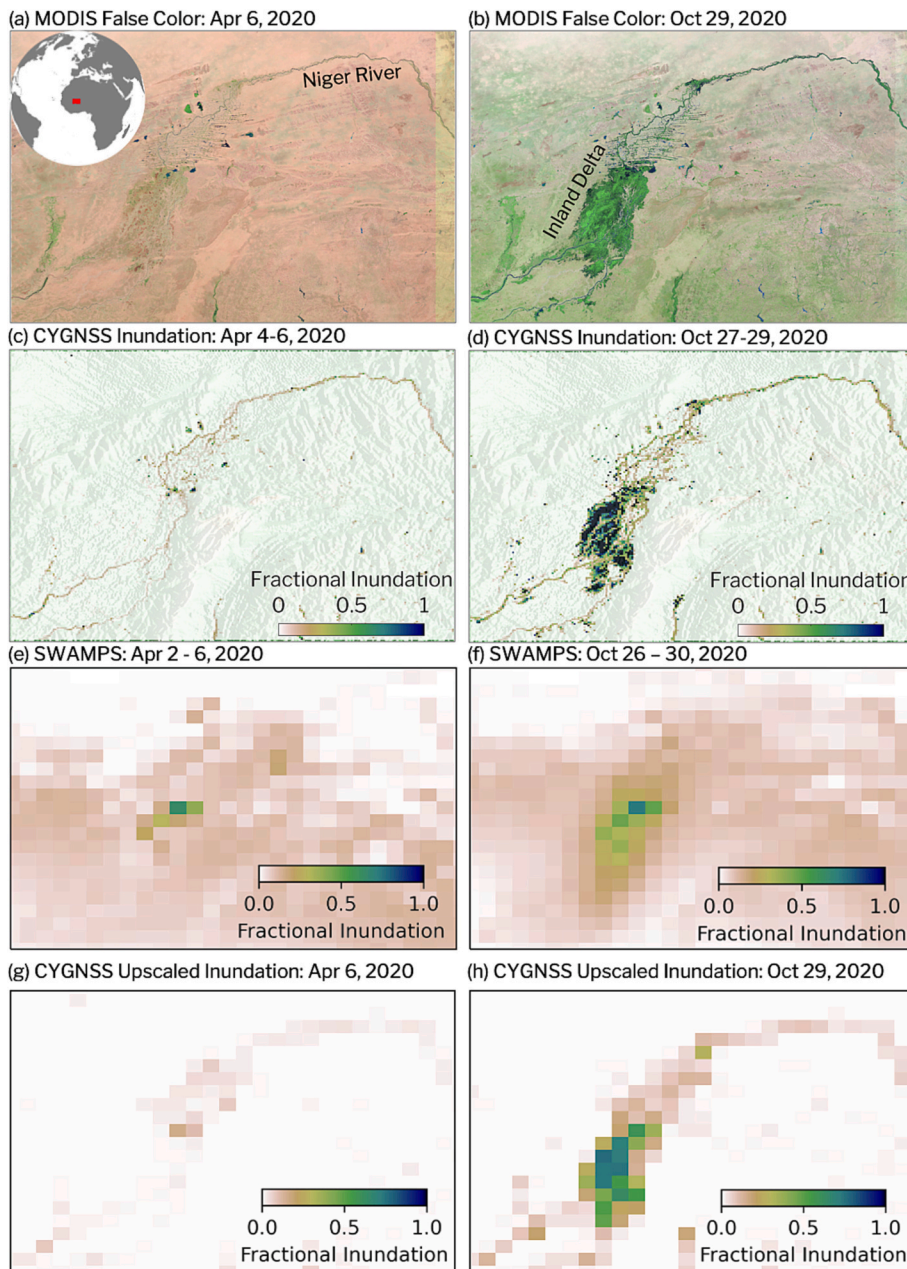 (a) MODIS False Color: Apr 6, 2020
Niger River
(b) MODIS False Color: Oct 29, 2020
Inland Delta
(c) CYGNSS Inundation: Apr 4-6, 2020
Fractional Inundation
0 0.5 1
(d) CYGNSS Inundation: Oct 27-29, 2020
Fractional Inundation
0 0.5 1
(e) SWAMPS: Apr 2 - 6, 2020
0.0 0.5 1.0
Fractional Inundation
(f) SWAMPS: Oct 26 – 30, 2020
0.0 0.5 1.0
Fractional Inundation
(g) CYGNSS Upscaled Inundation: Apr 6, 2020
0.0 0.5 1.0
Fractional Inundation
(h) CYGNSS Upscaled Inundation: Oct 29, 2020
0.0 0.5 1.0
Fractional Inundation